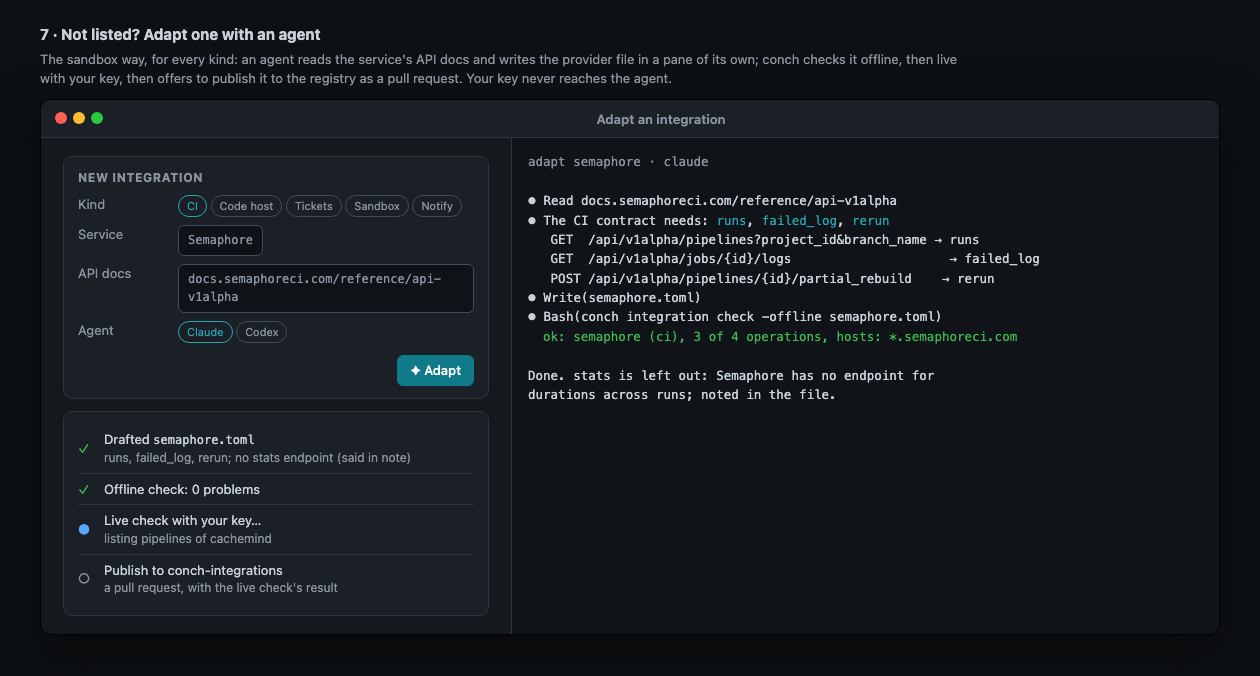 7 · Not listed? Adapt one with an agent
The sandbox way, for every kind: an agent reads the service's API docs and writes the provider file in a pane of its own; conch checks it offline, then live
with your key, then offers to publish it to the registry as a pull request. Your key never reaches the agent.
Adapt an integration
NEW INTEGRATION
Kind CI Code host Tickets Sandbox Notify
Service Semaphore
API docs docs.semaphoreci.com/reference/api-
v1alpha
Agent Claude Codex
✦ Adapt
✓ Drafted semaphore.toml
runs, failed_log, rerun; no stats endpoint (said in note)
✓ Offline check: 0 problems
Live check with your key…
listing pipelines of cachemind
Publish to conch-integrations
a pull request, with the live check's result
adapt semaphore · claude
● Read docs.semaphoreci.com/reference/api-v1alpha
● The CI contract needs: runs, failed_log, rerun
GET /api/v1alpha/pipelines?project_id&branch_name → runs
GET /api/v1alpha/jobs/{id}/logs → failed_log
POST /api/v1alpha/pipelines/{id}/partial_rebuild → rerun
● Write(semaphore.toml)
● Bash(conch integration check -offline semaphore.toml)
ok: semaphore (ci), 3 of 4 operations, hosts: *.semaphoreci.com
Done. stats is left out: Semaphore has no endpoint for
durations across runs; noted in the file.